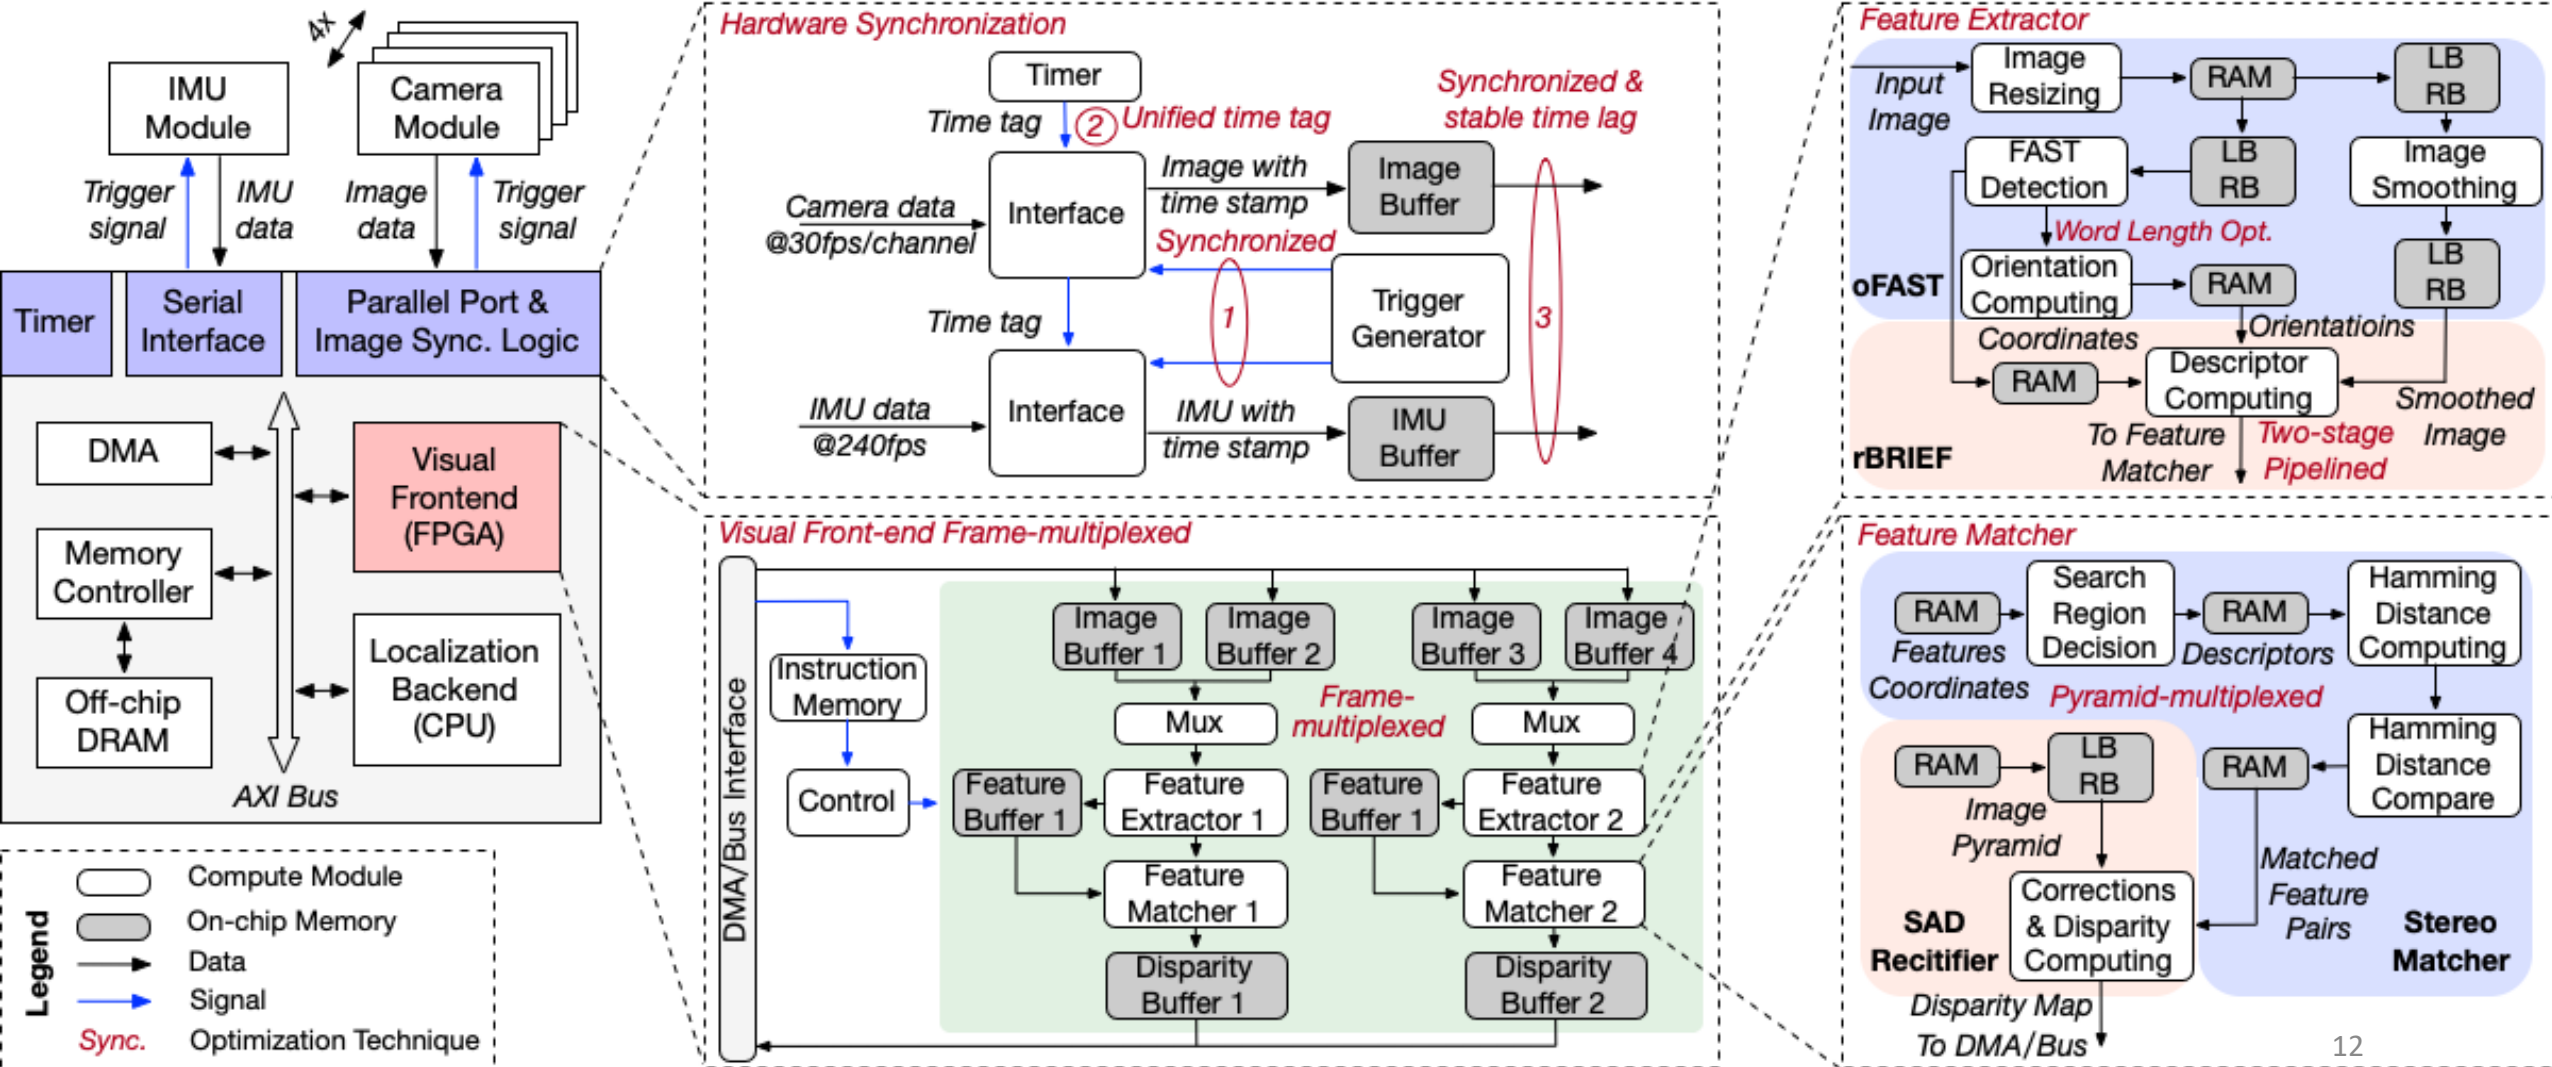 4x
IMU
Module
Camera
Module
Trigger
signal
IMU
data
Image
data
Trigger
signal
Timer
Serial
Interface
Parallel Port &
Image Sync. Logic
DMA
Memory
Controller
Off-chip
DRAM
Visual
Frontend
(FPGA)
Localization
Backend
(CPU)
AXI Bus
Legend
Compute Module
On-chip Memory
Data
Signal
Sync.
Optimization Technique
Hardware Synchronization
Timer
Time tag
2
Unified time tag
Synchronized &
stable time lag
Camera data
@30fps/channel
Interface
Image with
time stamp
Image
Buffer
Synchronized
Time tag
1
Trigger
Generator
3
IMU data
@240fps
Interface
IMU with
time stamp
IMU
Buffer
Visual Front-end Frame-multiplexed
DMA/Bus Interface
Instruction
Memory
Control
Image
Buffer 1
Image
Buffer 2
Image
Buffer 3
Image
Buffer 4
Mux
Frame-
multiplexed
Mux
Feature
Buffer 1
Feature
Extractor 1
Feature
Buffer 1
Feature
Extractor 2
Feature
Matcher 1
Feature
Matcher 2
Disparity
Buffer 1
Disparity
Buffer 2
Feature Extractor
Input
Image
Image
Resizing
RAM
LB
RB
FAST
Detection
LB
RB
Image
Smoothing
Word Length Opt.
oFAST
Orientation
Computing
RAM
LB
RB
Coordinates
Orientatioins
RAM
Descriptor
Computing
Smoothed
Image
rBRIEF
To Feature
Matcher
Two-stage
Pipelined
Feature Matcher
RAM
Features
Coordinates
Search
Region
Decision
RAM
Descriptors
Hamming
Distance
Computing
Pyramid-multiplexed
RAM
LB
RB
Image
Pyramid
RAM
Hamming
Distance
Compare
SAD
Recitifier
Corrections
& Disparity
Computing
Matched
Feature
Pairs
Stereo
Matcher
Disparity Map
To DMA/Bus
12